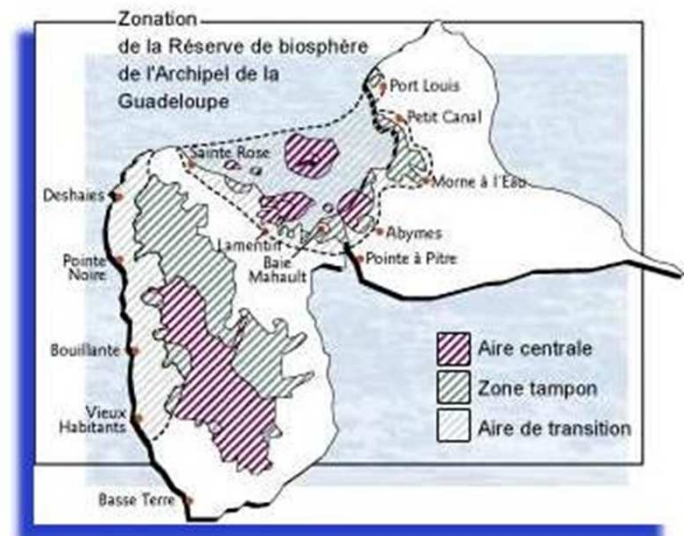 Zonation
de la Réserve de biosphère
de l'Archipel de la
Guadeloupe
Port Louis
Petit Canal
Sainte Rose
Morne à l'Eau
Deshaies
Lamentin
Abymes
Baie
Mahault
Pointe à Pitre
Pointe
Noire
Bouillante
Aire centrale
Zone tampon
Vieux
Habitants
Aire de transition
Basse Terre